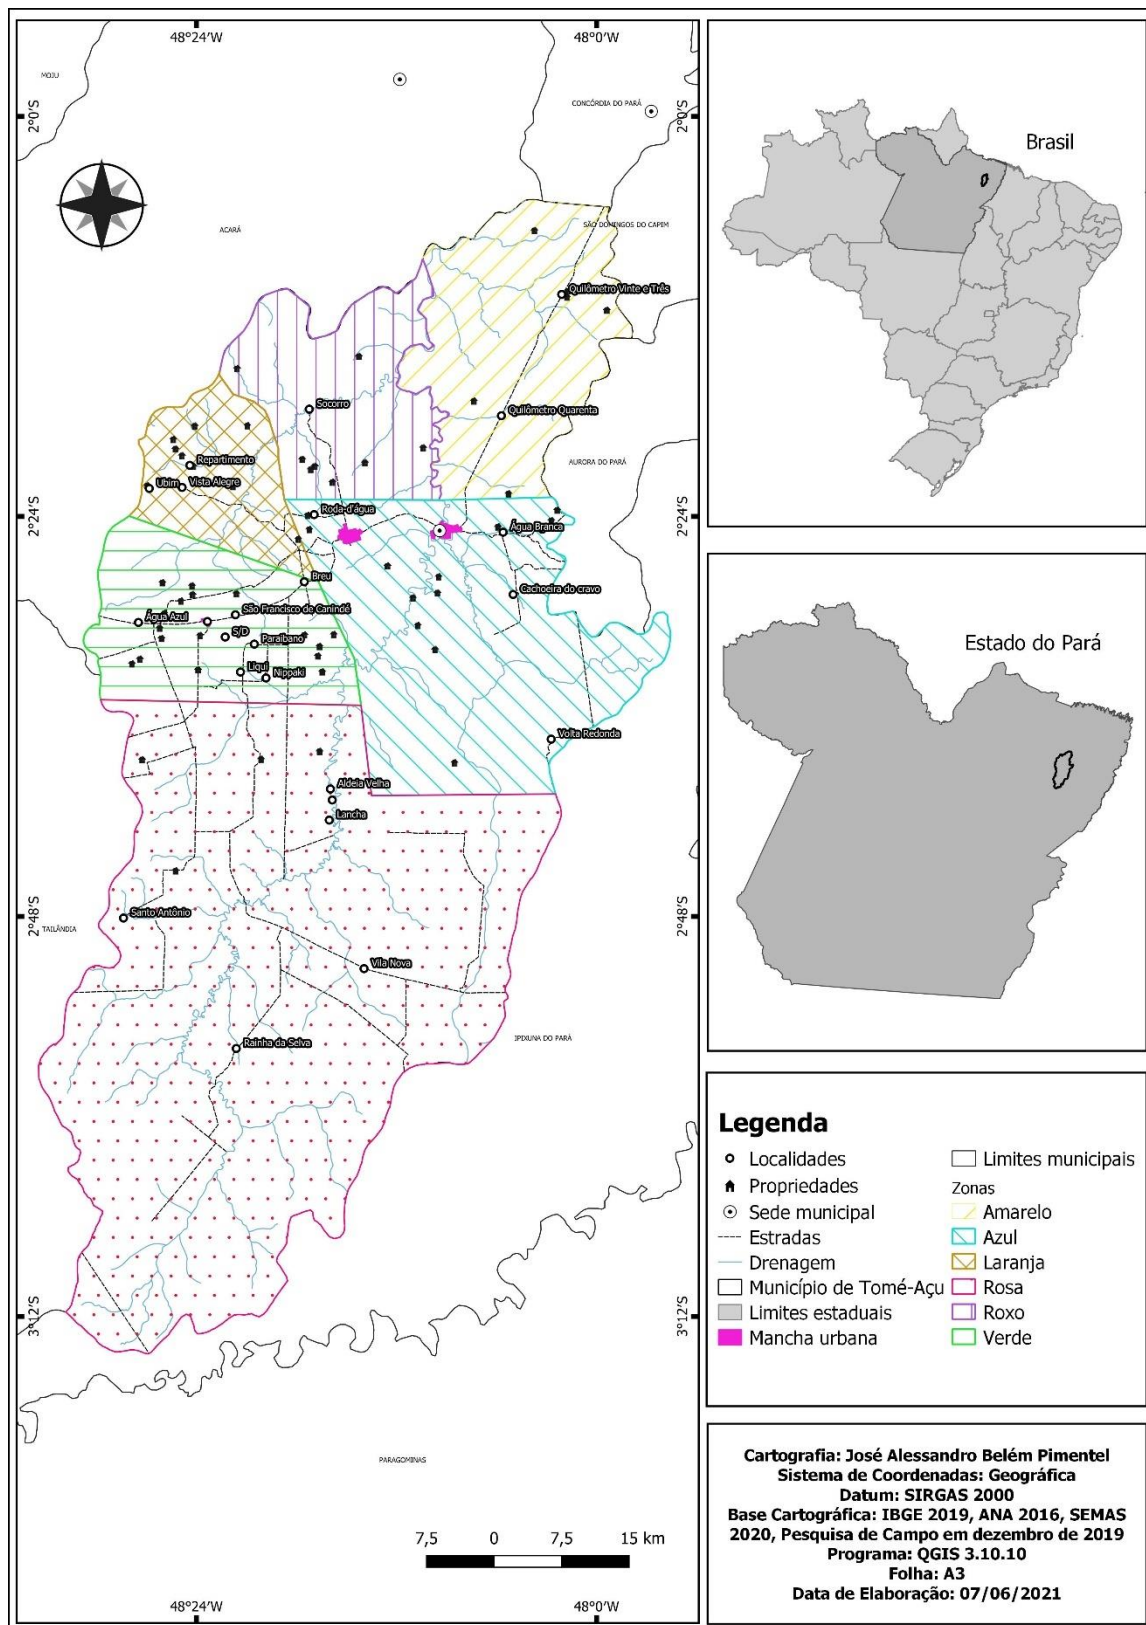 48°24'W
48°0'W
MOJU
CONCÓRDIA DO PARÁ
2°0'S
2°0'S
ACARÁ
SÃO DOMINGOS DO CAPIM
Quilômetro Vinte e Três
Socorro
Quilômetro Quarenta
AURORA DO PARÁ
Repartimento
Ubim
Vista Alegre
2°24'S
2°24'S
Roda-d'água
Água Branca
Breu
Cachoeira do cravo
São Francisco de Canindé
Água Azul
S/D
Paraibano
Liqui
Nippaki
Volta Redonda
Aldeia Velha
Lancha
2°48'S
2°48'S
Santo Antônio
TAILÂNDIA
Vila Nova
IPIXUNA DO PARÁ
Rainha da Selva
3°12'S
3°12'S
PARAGOMINAS
7,5 0 7,5 15 km
48°24'W
48°0'W
Brasil
Estado do Pará
Legenda
Localidades
Propriedades
Sede municipal
Estradas
Drenagem
Município de Tomé-Açu
Limites estaduais
Mancha urbana
Limites municipais
Zonas
Amarelo
Azul
Laranja
Rosa
Roxo
Verde
Cartografia: José Alessandro Belém Pimentel
Sistema de Coordenadas: Geográfica
Datum: SIRGAS 2000
Base Cartográfica: IBGE 2019, ANA 2016, SEMAS
2020, Pesquisa de Campo em dezembro de 2019
Programa: QGIS 3.10.10
Folha: A3
Data de Elaboração: 07/06/2021